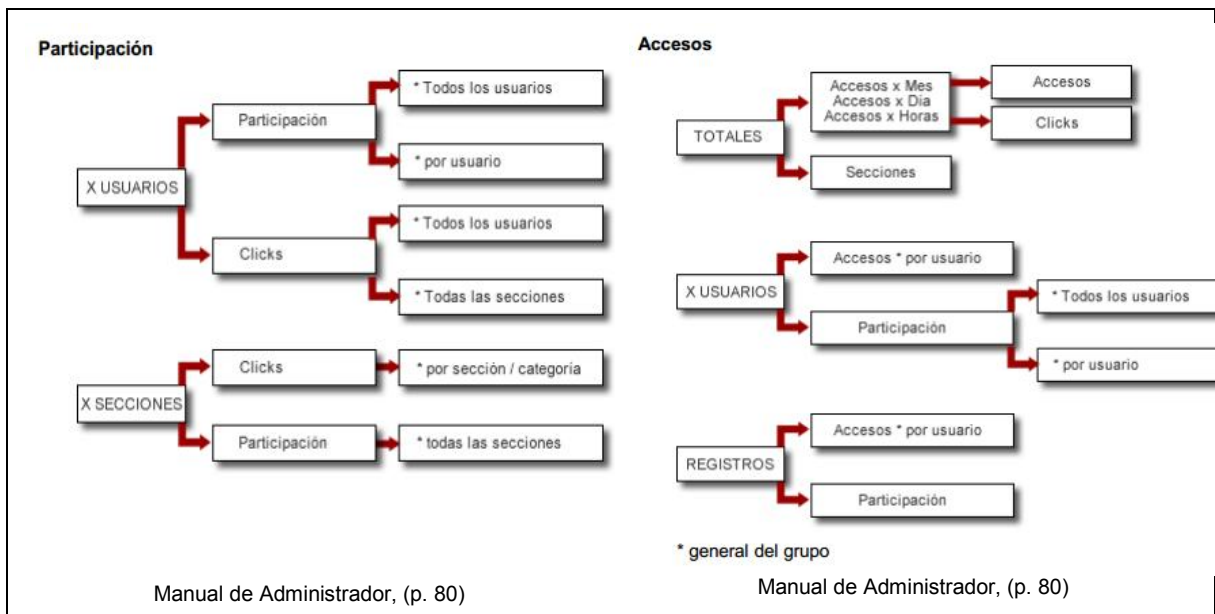 Participación
X USUARIOS
Participación
* Todos los usuarios
* por usuario
Clicks
* Todos los usuarios
* Todas las secciones
X SECCIONES
Clicks
* por sección / categoría
Participación
* todas las secciones
Manual de Administrador, (p. 80)
Accesos
TOTALES
Accesos x Mes
Accesos x Dia
Accesos x Horas
Accesos
Clicks
Secciones
X USUARIOS
Accesos * por usuario
Participación
* Todos los usuarios
* por usuario
REGISTROS
Accesos * por usuario
Participación
* general del grupo
Manual de Administrador, (p. 80)